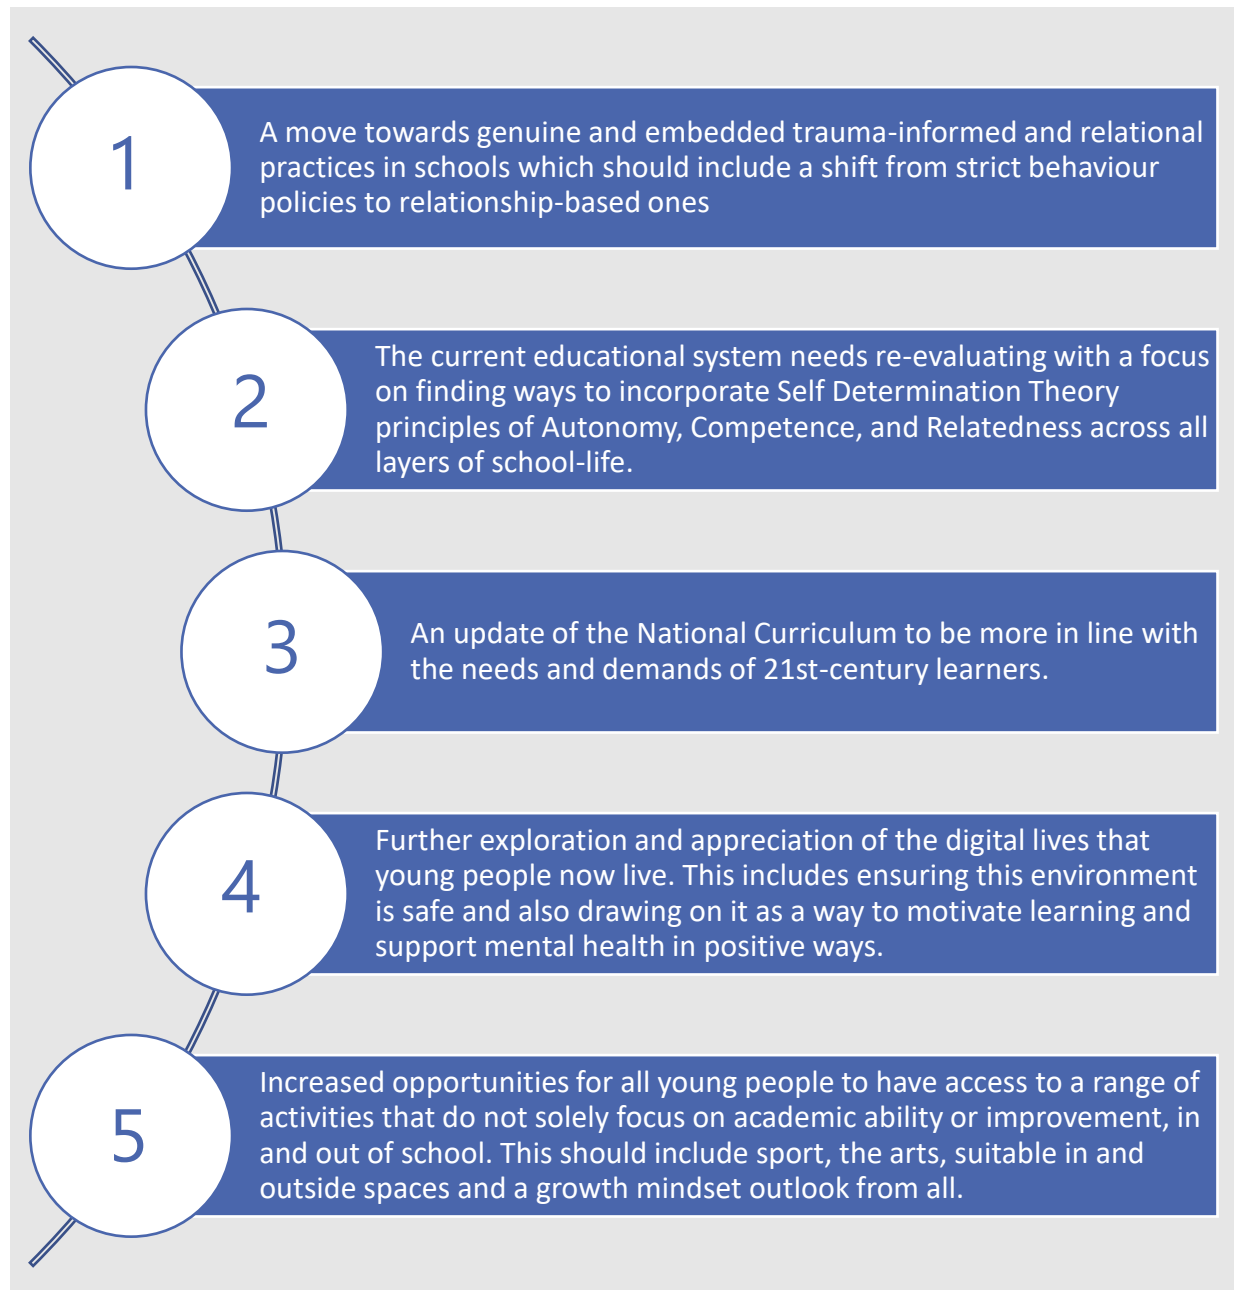 1
A move towards genuine and embedded trauma-informed and relational
practices in schools which should include a shift from strict behaviour
policies to relationship-based ones
2
The current educational system needs re-evaluating with a focus
on finding ways to incorporate Self Determination Theory
principles of Autonomy, Competence, and Relatedness across all
layers of school-life.
3
An update of the National Curriculum to be more in line with
the needs and demands of 21st-century learners.
4
Further exploration and appreciation of the digital lives that
young people now live. This includes ensuring this environment
is safe and also drawing on it as a way to motivate learning and
support mental health in positive ways.
5
Increased opportunities for all young people to have access to a range of
activities that do not solely focus on academic ability or improvement, in
and out of school. This should include sport, the arts, suitable in and
outside spaces and a growth mindset outlook from all.